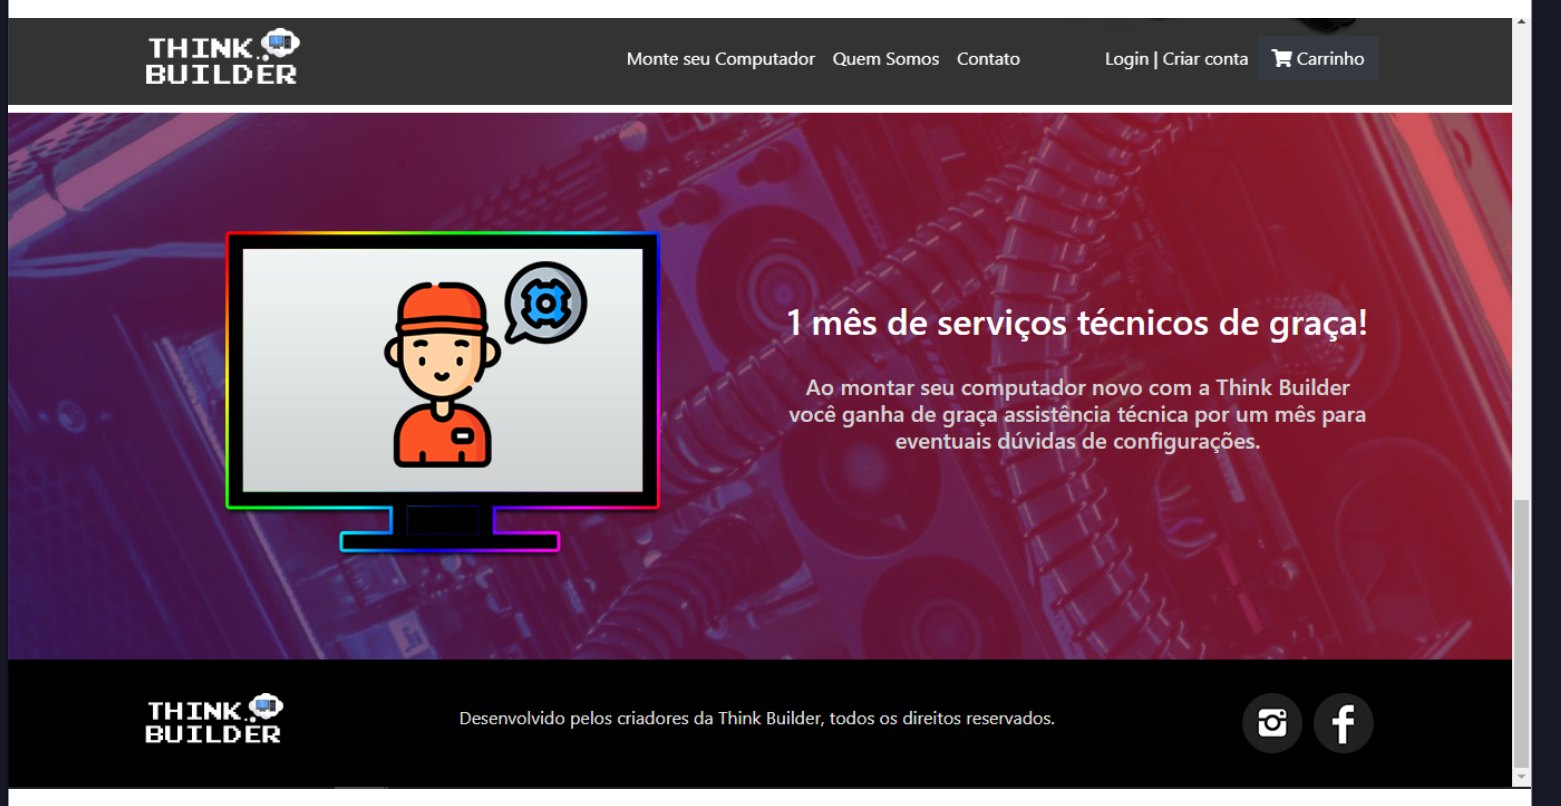 THINK
BUILDER
Monte seu Computador Quem Somos Contato Login | Criar conta Carrinho
1 mês de serviços técnicos de graça!
Ao montar seu computador novo com a Think Builder
você ganha de graça assistência técnica por um mês para
eventuais dúvidas de configurações.
THINK
BUILDER
Desenvolvido pelos criadores da Think Builder, todos os direitos reservados.